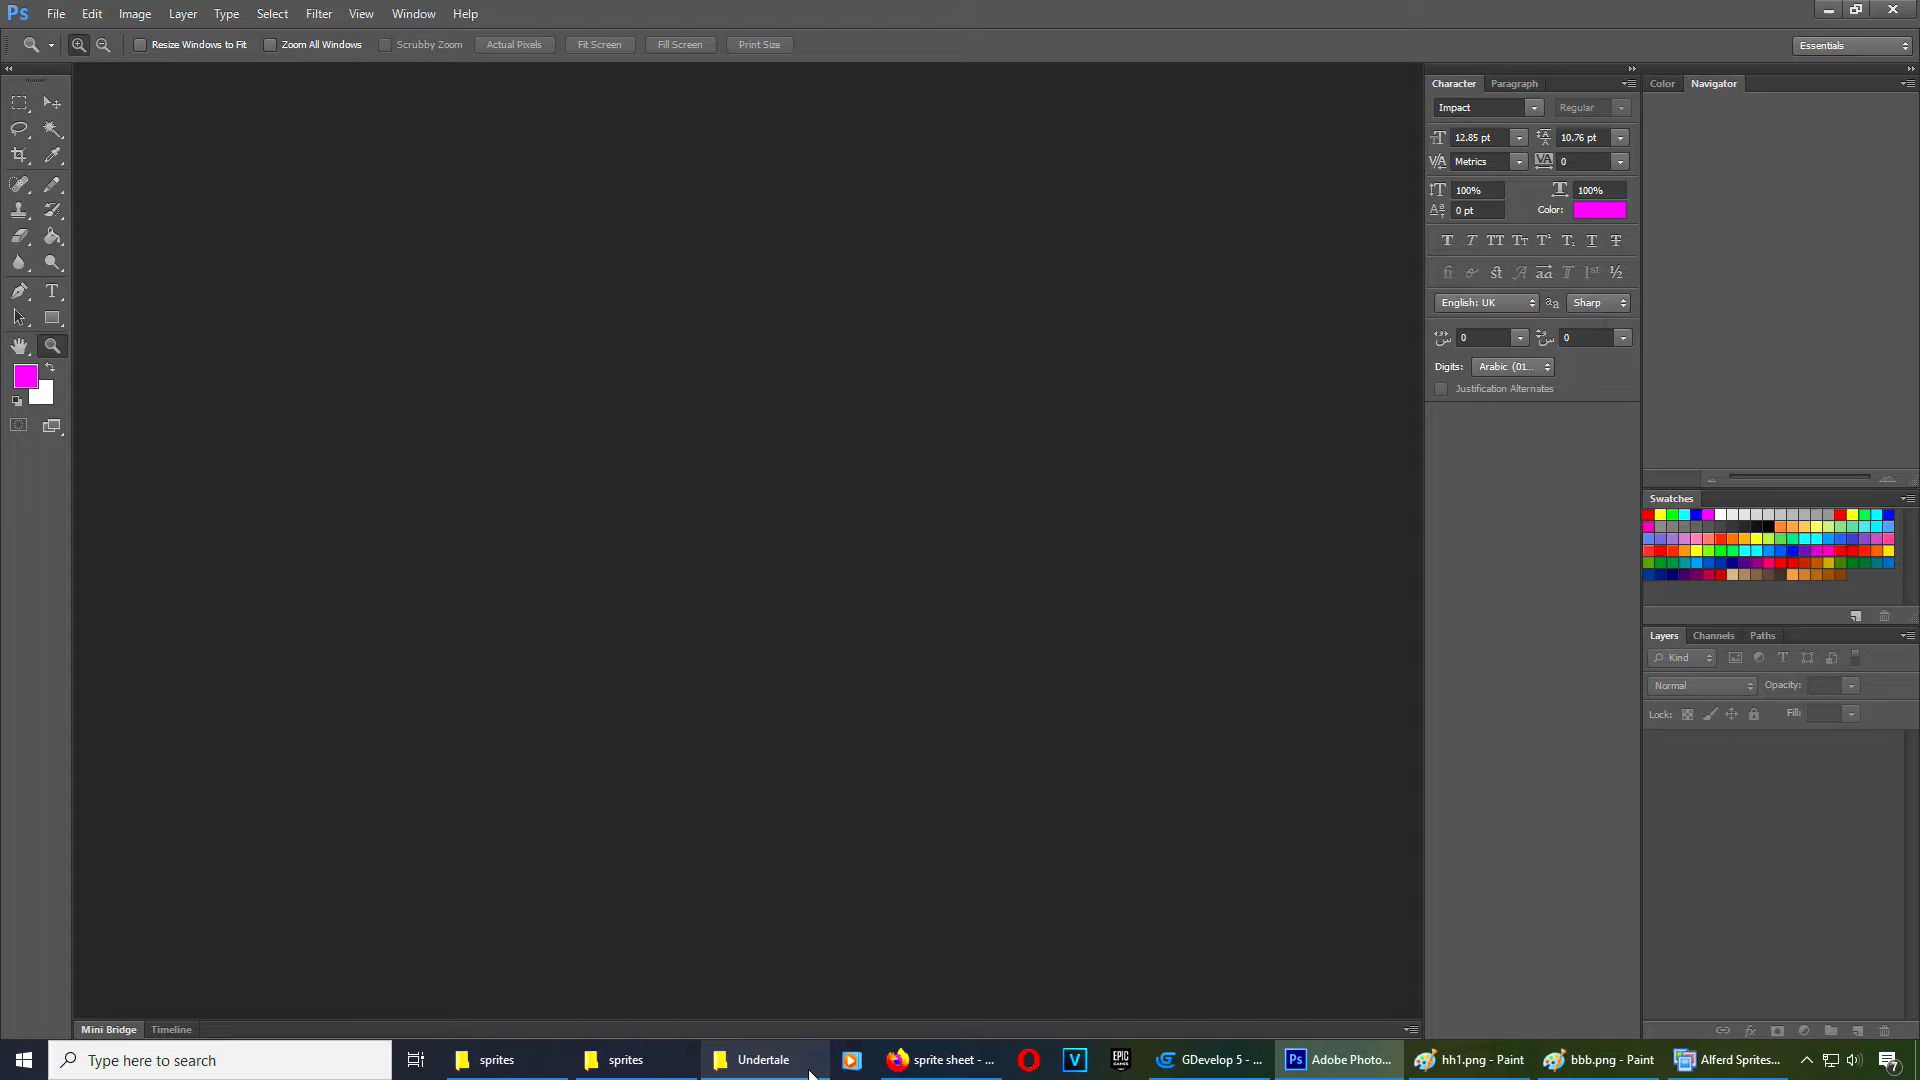 Ps File Edit Image Layer Type Select Filter View Window Help
Resize Windows to Fit Zoom All Windows Scrubby Zoom Actual Pixels Fit Screen Fill Screen Print Size Essentials
Character Paragraph Color Navigator
Impact Regular
12.85 pt 10.76 pt
Metrics 0
100% 100%
0 pt Color:
English: UK Sharp
0 0
Digits: Arabic (01...
Justification Alternates
Swatches
Layers Channels Paths
Kind
Normal Opacity:
Lock: Fill:
Mini Bridge Timeline
Type here to search sprites sprites Undertale sprite sheet - ... EPIC GAMES GDevelop 5 - ... Ps Adobe Photo... hh1.png - Paint bbb.png - Paint Alferd Sprites... 7